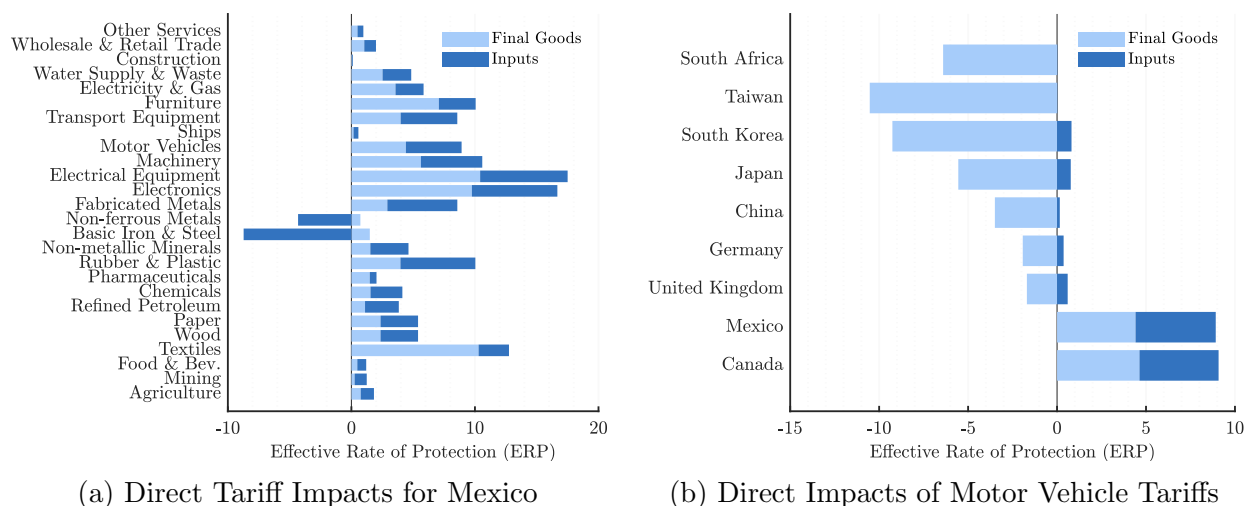 Other Services
Wholesale & Retail Trade
Construction
Water Supply & Waste
Electricity & Gas
Furniture
Transport Equipment
Ships
Motor Vehicles
Machinery
Electrical Equipment
Electronics
Fabricated Metals
Non-ferrous Metals
Basic Iron & Steel
Non-metallic Minerals
Rubber & Plastic
Pharmaceuticals
Chemicals
Refined Petroleum
Paper
Wood
Textiles
Food & Bev.
Mining
Agriculture
Final Goods
Inputs
-10 0 10 20
Effective Rate of Protection (ERP)
(a) Direct Tariff Impacts for Mexico
South Africa
Taiwan
South Korea
Japan
China
Germany
United Kingdom
Mexico
Canada
Final Goods
Inputs
-15 -10 -5 0 5 10
Effective Rate of Protection (ERP)
(b) Direct Impacts of Motor Vehicle Tariffs